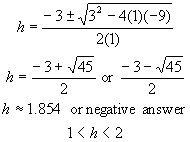 h = (-3 ± √(3² - 4(1)(-9))) / 2(1)
h = (-3 + √45) / 2 or (-3 - √45) / 2
h ≈ 1.854 or negative answer
1 < h < 2